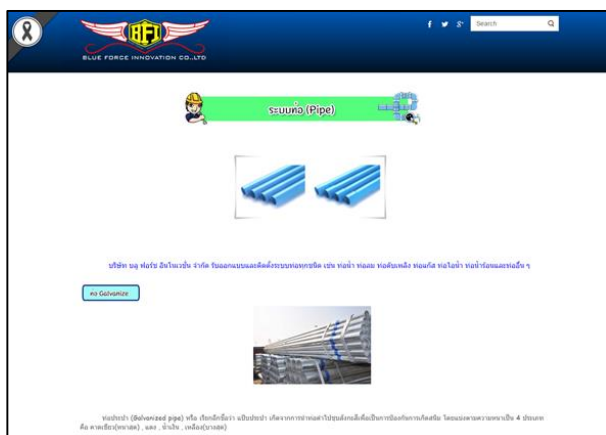 BFI
BLUE FORCE INNOVATION CO.,LTD
Search
ระบบท่อ (Pipe)
บริษัท บลู ฟอร์ซ อินโนเวชั่น จำกัด รับออกแบบและติดตั้งระบบท่อทุกชนิด เช่น ท่อน้ำ ท่อลม ท่อดับเพลิง ท่อแก๊ส ท่อไอน้ำ ท่อน้ำร้อนและท่ออื่น ๆ
ท่อ Galvanize
ท่อประปา (Galvanized pipe) หรือ เรียกอีกชื่อว่า แป๊บประปา เกิดจากการนำท่อดำไปชุบสังกะสีเพื่อเป็นการป้องกันการเกิดสนิม โดยแบ่งตามความหนาเป็น 4 ประเภท
คือ คาดเขียว(หนาสุด) , แดง , น้ำเงิน , เหลือง(บางสุด)